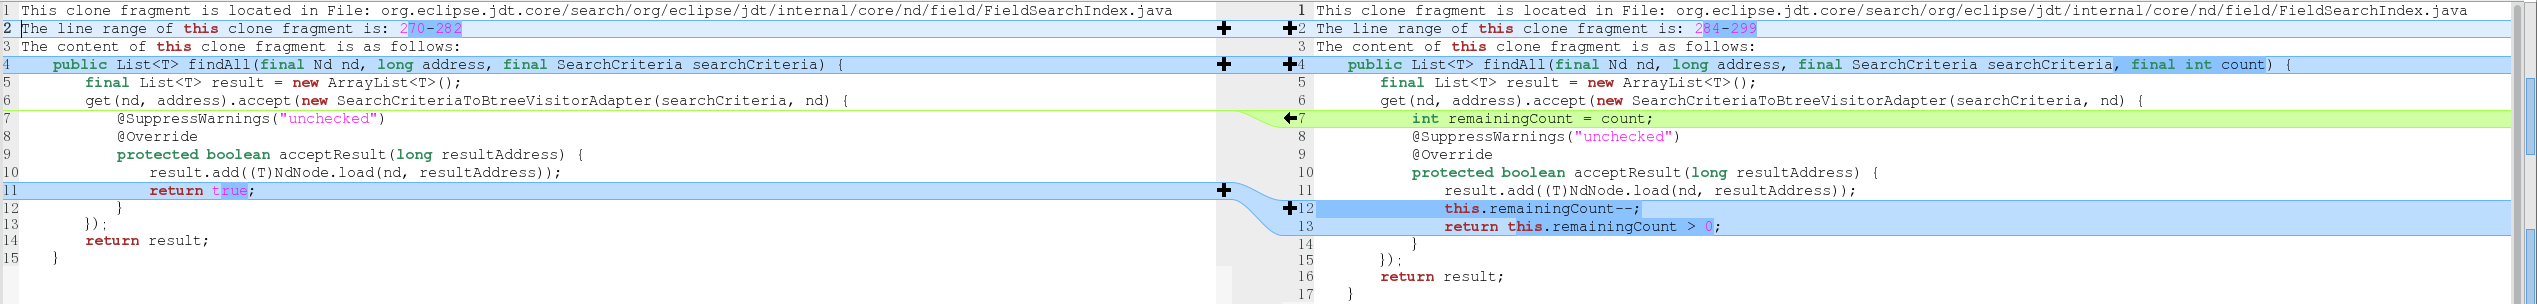 1 This clone fragment is located in File: org.eclipse.jdt.core/search/org/eclipse/jdt/internal/core/nd/field/FieldSearchIndex.java
2 The line range of this clone fragment is: 270-282
3 The content of this clone fragment is as follows:
4 public List<T> findAll(final Nd nd, long address, final SearchCriteria searchCriteria) {
5 final List<T> result = new ArrayList<T>();
6 get(nd, address).accept(new SearchCriteriaToBtreeVisitorAdapter(searchCriteria, nd) {
7 @SuppressWarnings("unchecked")
8 @Override
9 protected boolean acceptResult(long resultAddress) {
10 result.add((T)NdNode.load(nd, resultAddress));
11 return true;
12 }
13 });
14 return result;
15 }
1 This clone fragment is located in File: org.eclipse.jdt.core/search/org/eclipse/jdt/internal/core/nd/field/FieldSearchIndex.java
2 The line range of this clone fragment is: 284-299
3 The content of this clone fragment is as follows:
4 public List<T> findAll(final Nd nd, long address, final SearchCriteria searchCriteria, final int count) {
5 final List<T> result = new ArrayList<T>();
6 get(nd, address).accept(new SearchCriteriaToBtreeVisitorAdapter(searchCriteria, nd) {
7 int remainingCount = count;
8 @SuppressWarnings("unchecked")
9 @Override
10 protected boolean acceptResult(long resultAddress) {
11 result.add((T)NdNode.load(nd, resultAddress));
12 this.remainingCount--;
13 return this.remainingCount > 0;
14 }
15 });
16 return result;
17 }